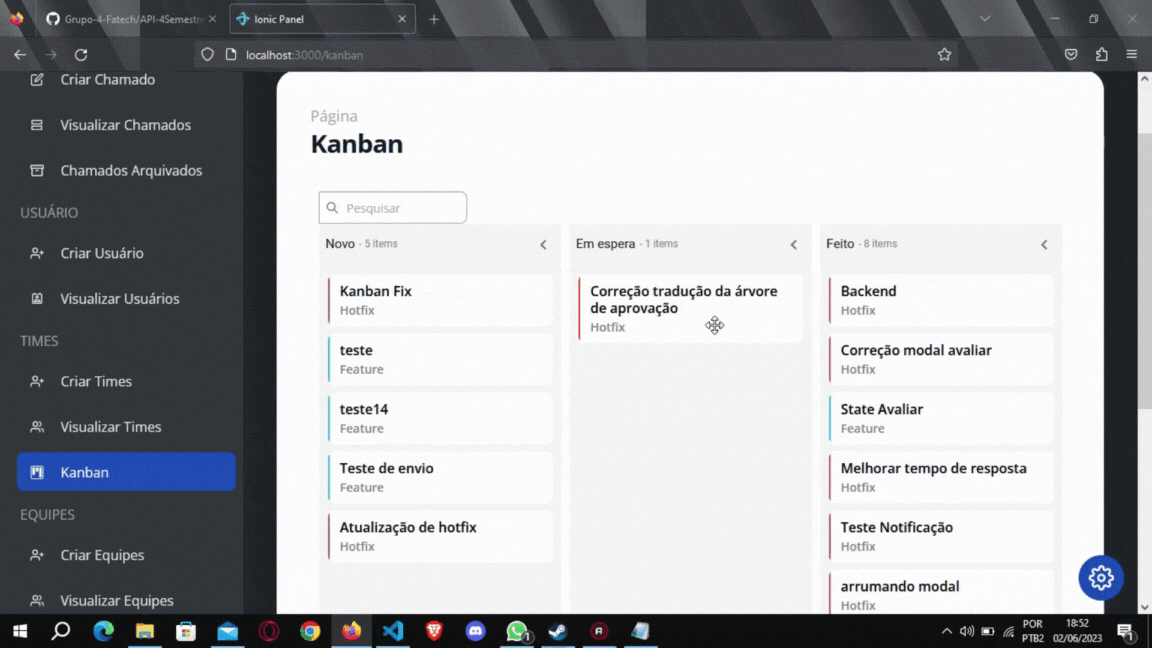 Grupo-4-Fatech/API-4Semestre
Ionic Panel
localhost:3000/kanban
Criar Chamado
Visualizar Chamados
Chamados Arquivados
USUÁRIO
Criar Usuário
Visualizar Usuários
TIMES
Criar Times
Visualizar Times
Kanban
EQUIPES
Criar Equipes
Visualizar Equipes
Página
Kanban
Pesquisar
Novo - 5 items
Kanban Fix
Hotfix
teste
Feature
teste14
Feature
Teste de envio
Feature
Atualização de hotfix
Hotfix
Em espera - 1 items
Correção tradução da árvore
de aprovação
Hotfix
Feito - 8 items
Backend
Hotfix
Correção modal avaliar
Hotfix
State Avaliar
Feature
Melhorar tempo de resposta
Hotfix
Teste Notificação
Hotfix
arrumando modal
Hotfix
1
POR
PTB2
18:52
02/06/2023
1